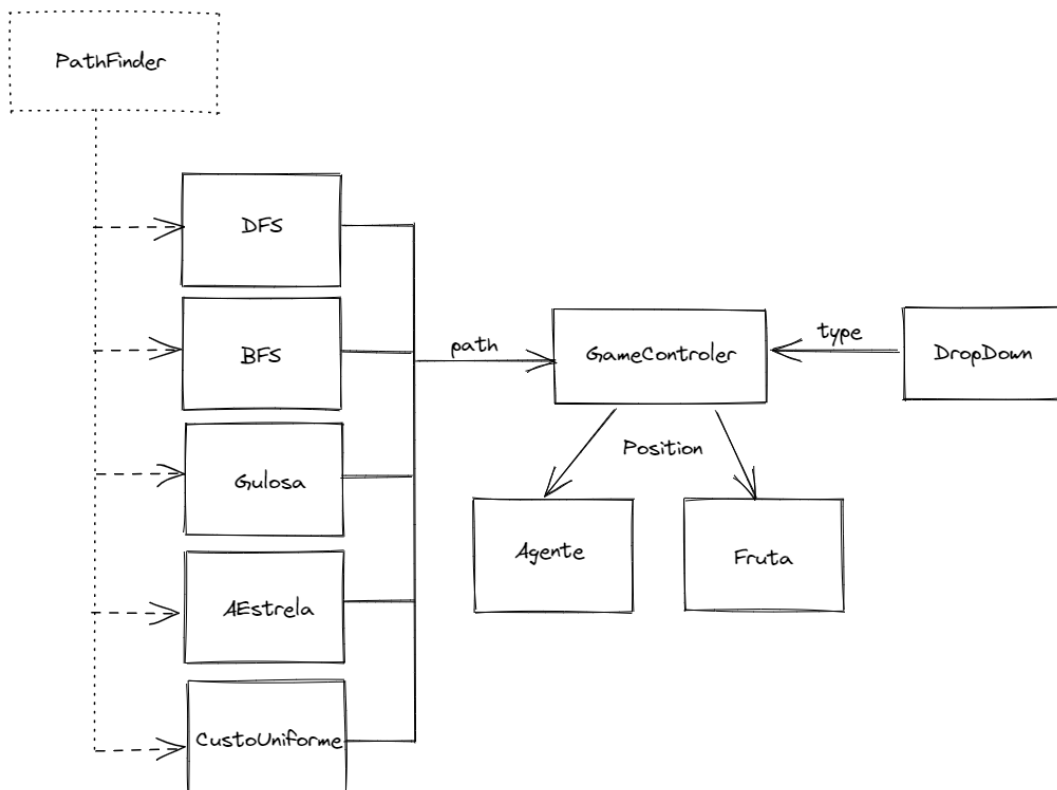 PathFinder
DFS
BFS
Gulosa
AEstrela
CustoUniforme
path
GameControler
type
DropDown
Position
Agente
Fruta